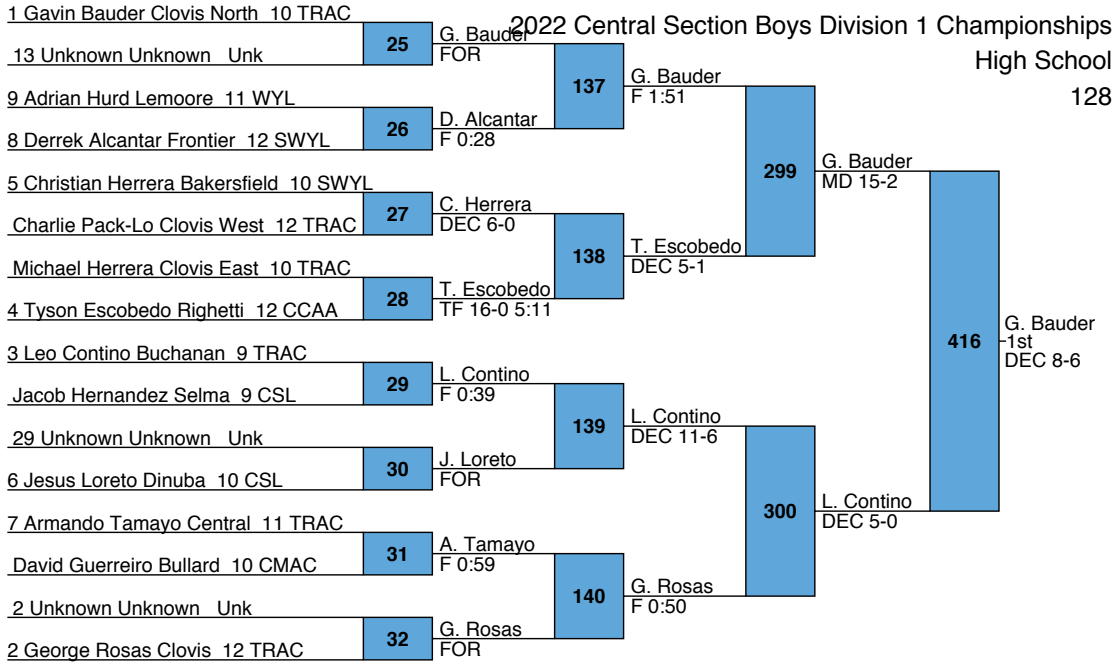 2022 Central Section Boys Division 1 Championships
High School
128
1 Gavin Bauder Clovis North 10 TRAC
13 Unknown Unknown Unk
9 Adrian Hurd Lemoore 11 WYL
8 Derrek Alcantar Frontier 12 SWYL
5 Christian Herrera Bakersfield 10 SWYL
Charlie Pack-Lo Clovis West 12 TRAC
Michael Herrera Clovis East 10 TRAC
4 Tyson Escobedo Righetti 12 CCAA
3 Leo Contino Buchanan 9 TRAC
Jacob Hernandez Selma 9 CSL
29 Unknown Unknown Unk
6 Jesus Loreto Dinuba 10 CSL
7 Armando Tamayo Central 11 TRAC
David Guerreiro Bullard 10 CMAC
2 Unknown Unknown Unk
2 George Rosas Clovis 12 TRAC
25
26
27
28
29
30
31
32
G. Bauder
FOR
D. Alcantar
F 0:28
C. Herrera
DEC 6-0
T. Escobedo
TF 16-0 5:11
L. Contino
F 0:39
J. Loreto
FOR
A. Tamayo
F 0:59
G. Rosas
FOR
137
138
139
140
G. Bauder
F 1:51
T. Escobedo
DEC 5-1
L. Contino
DEC 11-6
G. Rosas
F 0:50
299
300
G. Bauder
MD 15-2
L. Contino
DEC 5-0
416
G. Bauder
1st
DEC 8-6